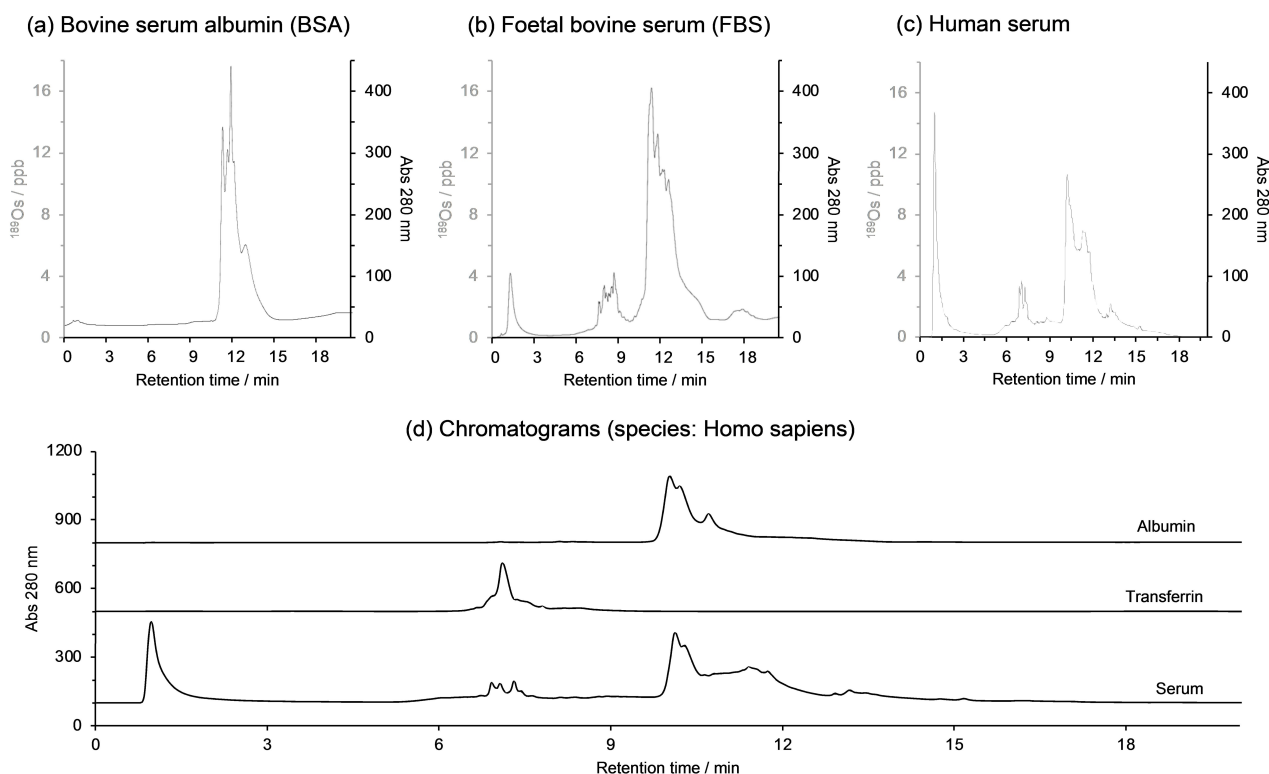 (a) Bovine serum albumin (BSA)
(b) Foetal bovine serum (FBS)
(c) Human serum
16
12
8
4
0
¹⁸⁹Os / ppb
400
300
200
100
0
Abs 280 nm
0 3 6 9 12 15 18
Retention time / min
16
12
8
4
0
¹⁸⁹Os / ppb
400
300
200
100
0
Abs 280 nm
0 3 6 9 12 15 18
Retention time / min
16
12
8
4
0
¹⁸⁹Os / ppb
400
300
200
100
0
Abs 280 nm
0 3 6 9 12 15 18
Retention time / min
(d) Chromatograms (species: Homo sapiens)
1200
900
600
300
0
Abs 280 nm
Albumin
Transferrin
Serum
0 3 6 9 12 15 18
Retention time / min